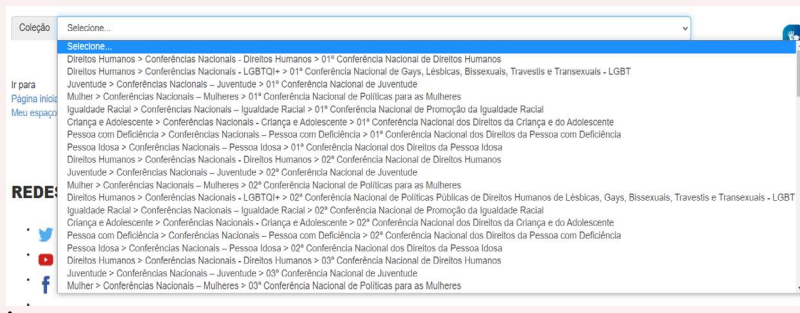 Coleção
Selecione...
Selecione...
Direitos Humanos > Conferências Nacionais - Direitos Humanos > 01ª Conferência Nacional de Direitos Humanos
Direitos Humanos > Conferências Nacionais - LGBTQI+ > 01ª Conferência Nacional de Gays, Lésbicas, Bissexuais, Travestis e Transexuais - LGBT
Juventude > Conferências Nacionais – Juventude > 01ª Conferência Nacional de Juventude
Mulher > Conferências Nacionais – Mulheres > 01ª Conferência Nacional de Políticas para as Mulheres
Igualdade Racial > Conferências Nacionais – Igualdade Racial > 01ª Conferência Nacional de Promoção da Igualdade Racial
Criança e Adolescente > Conferências Nacionais - Criança e Adolescente > 01ª Conferência Nacional dos Direitos da Criança e do Adolescente
Pessoa com Deficiência > Conferências Nacionais – Pessoa com Deficiência > 01ª Conferência Nacional dos Direitos da Pessoa com Deficiência
Pessoa Idosa > Conferências Nacionais – Pessoa Idosa > 01ª Conferência Nacional dos Direitos da Pessoa Idosa
Direitos Humanos > Conferências Nacionais - Direitos Humanos > 02ª Conferência Nacional de Direitos Humanos
Juventude > Conferências Nacionais – Juventude > 02ª Conferência Nacional de Juventude
Mulher > Conferências Nacionais – Mulheres > 02ª Conferência Nacional de Políticas para as Mulheres
Direitos Humanos > Conferências Nacionais - LGBTQI+ > 02ª Conferência Nacional de Políticas Públicas de Direitos Humanos de Lésbicas, Gays, Bissexuais, Travestis e Transexuais - LGBT
Igualdade Racial > Conferências Nacionais – Igualdade Racial > 02ª Conferência Nacional de Promoção da Igualdade Racial
Criança e Adolescente > Conferências Nacionais - Criança e Adolescente > 02ª Conferência Nacional dos Direitos da Criança e do Adolescente
Pessoa com Deficiência > Conferências Nacionais – Pessoa com Deficiência > 02ª Conferência Nacional dos Direitos da Pessoa com Deficiência
Pessoa Idosa > Conferências Nacionais – Pessoa Idosa > 02ª Conferência Nacional dos Direitos da Pessoa Idosa
Direitos Humanos > Conferências Nacionais - Direitos Humanos > 03ª Conferência Nacional de Direitos Humanos
Juventude > Conferências Nacionais – Juventude > 03ª Conferência Nacional de Juventude
Mulher > Conferências Nacionais – Mulheres > 03ª Conferência Nacional de Políticas para as Mulheres
Ir para
Página inicia
Meu espaço
REDES